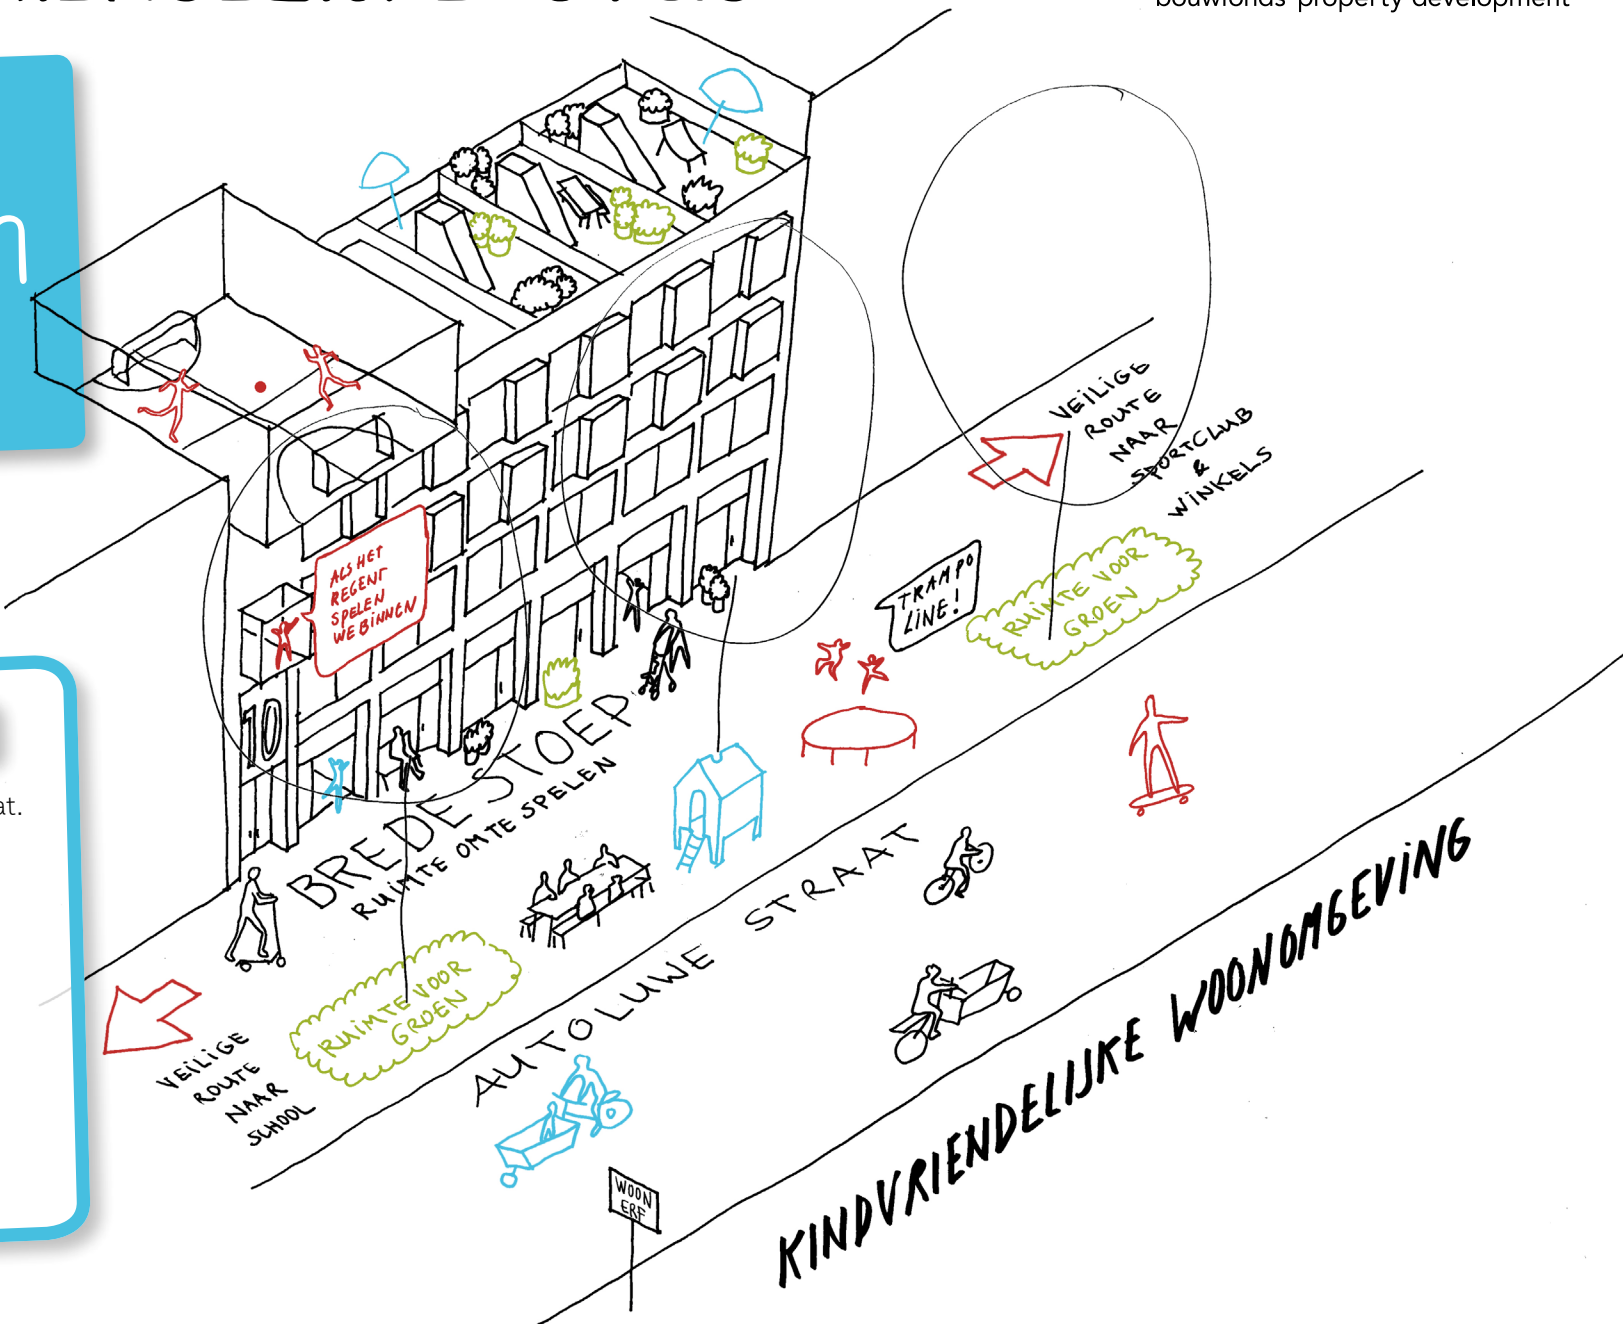 bouwfonds property development
at.
VEILIGE
ROUTE
NAAR
SPORTCLUB
&
WINKELS
ALS HET
REGENT
SPELEN
WE BINNEN
TRAMPO
LINE!
RUIMTE VOOR
GROEN
10
BREDE STOEP
RUIMTE OM TE SPELEN
AUTOLUWE STRAAT
RUIMTE VOOR
GROEN
VEILIGE
ROUTE
NAAR
SCHOOL
WOON
ERF
KINDVRIENDELIJKE WOONOMGEVING